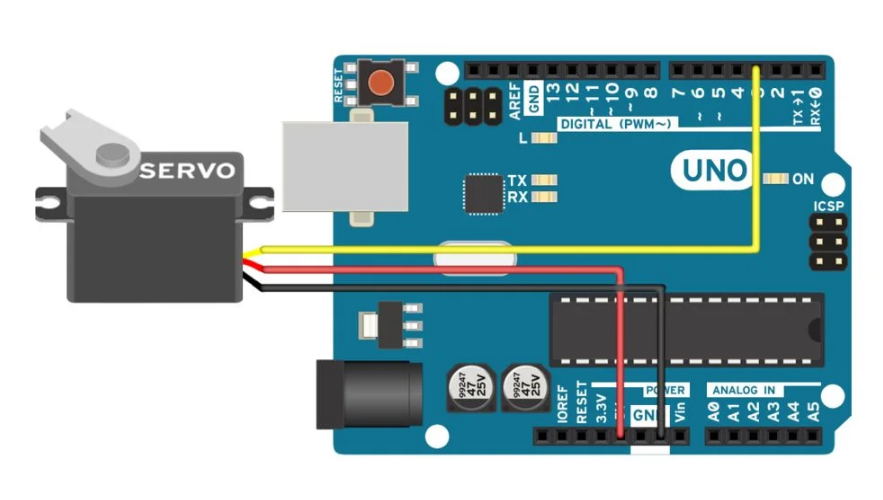 RESET
AREF
GND
13
12
~11
~10
~9
8
7
~6
~5
4
2
TX→1
RX←0
DIGITAL (PWM~)
L
TX
RX
UNO
ON
ICSP
SERVO
99247
47
25V
99247
47
25V
IOREF
RESET
3.3V
GND
Vin
POWER
ANALOG IN
A0
A1
A2
A3
A4
A5